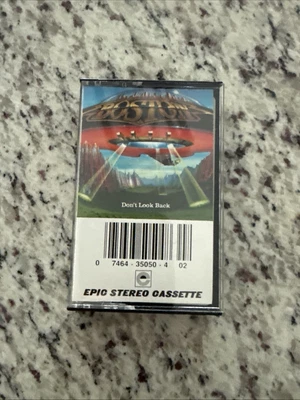 BOSTON
Don't Look Back
0 7464-35050-4 02
EPIC STEREO CASSETTE